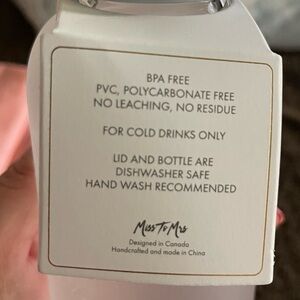 BPA FREE
PVC, POLYCARBONATE FREE
NO LEACHING, NO RESIDUE
FOR COLD DRINKS ONLY
LID AND BOTTLE ARE
DISHWASHER SAFE
HAND WASH RECOMMENDED
Miss To Mrs
Designed in Canada
Handcrafted and made in China